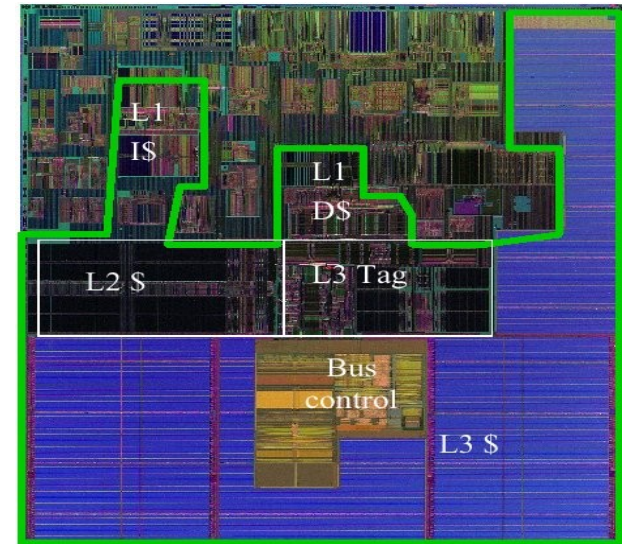 L1
I$
L1
D$
L2 $
L3 Tag
Bus
control
L3 $